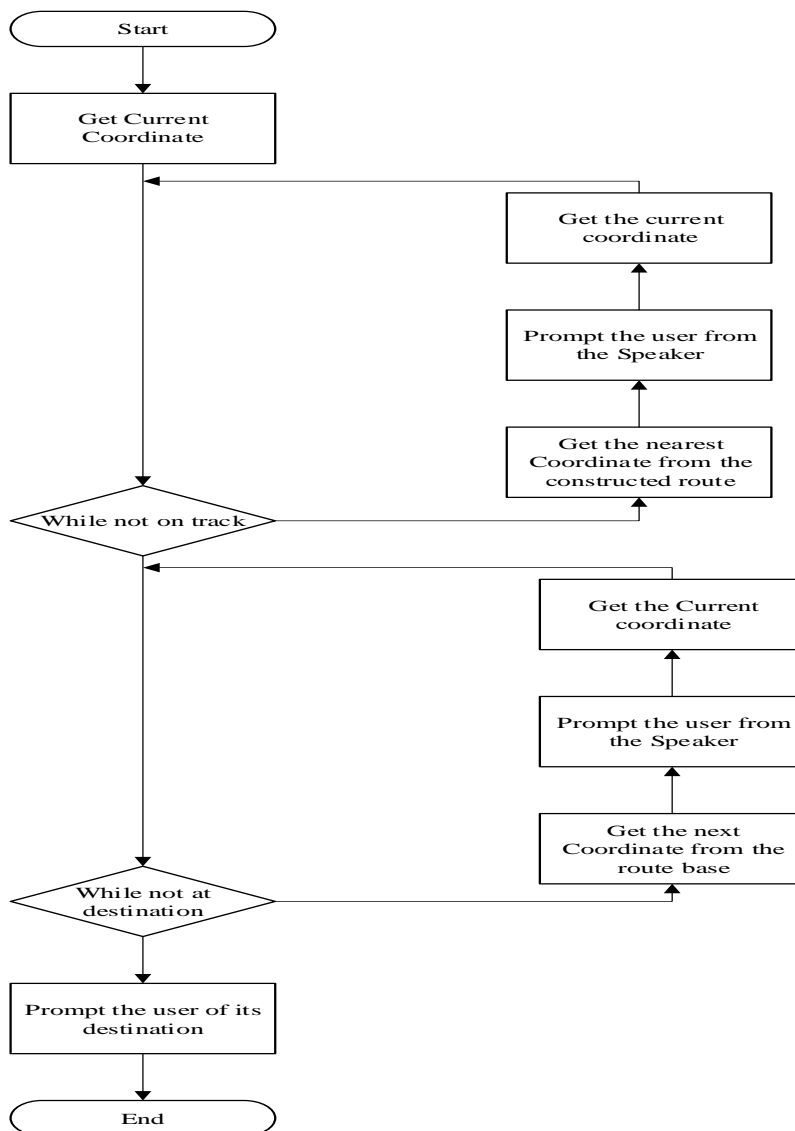 Start
Get Current
Coordinate
Get the current
coordinate
Prompt the user from
the Speaker
Get the nearest
Coordinate from the
constructed route
While not on track
Get the Current
coordinate
Prompt the user from
the Speaker
Get the next
Coordinate from the
route base
While not at
destination
Prompt the user of its
destination
End